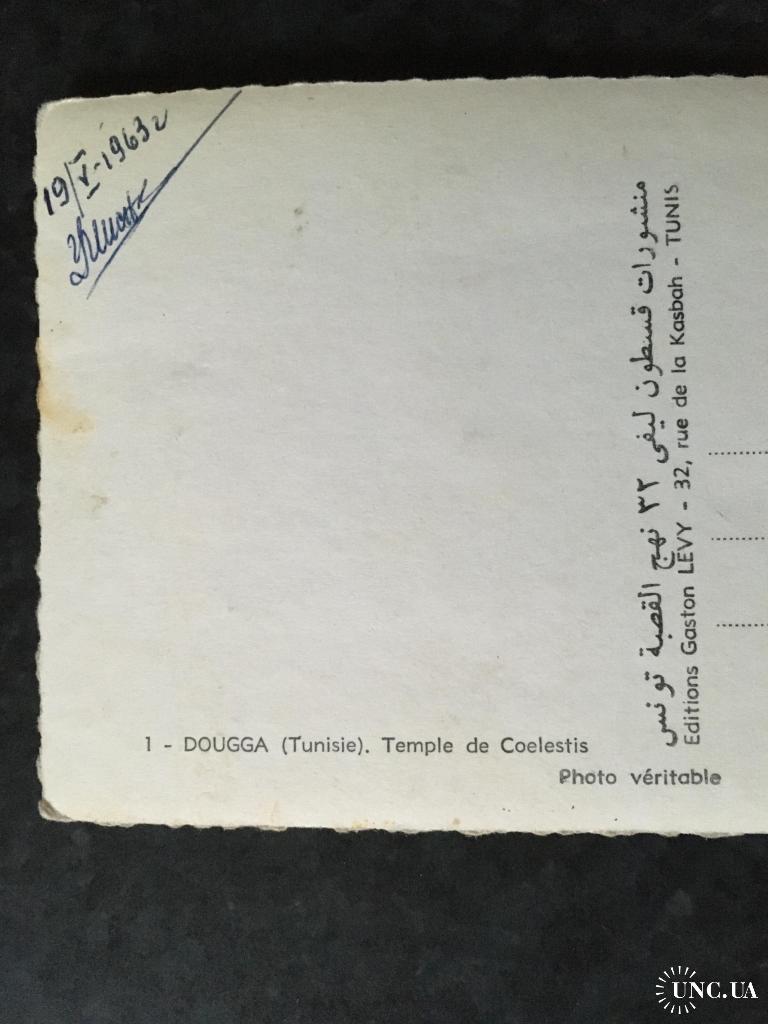 19/V-1963г
منشورات قسطون ليفى ٣٢ نهج القصبة تونس
Editions Gaston LEVY - 32, rue de la Kasbah - TUNIS
1 - DOUGGA (Tunisie). Temple de Coelestis
Photo véritable
UNC.UA